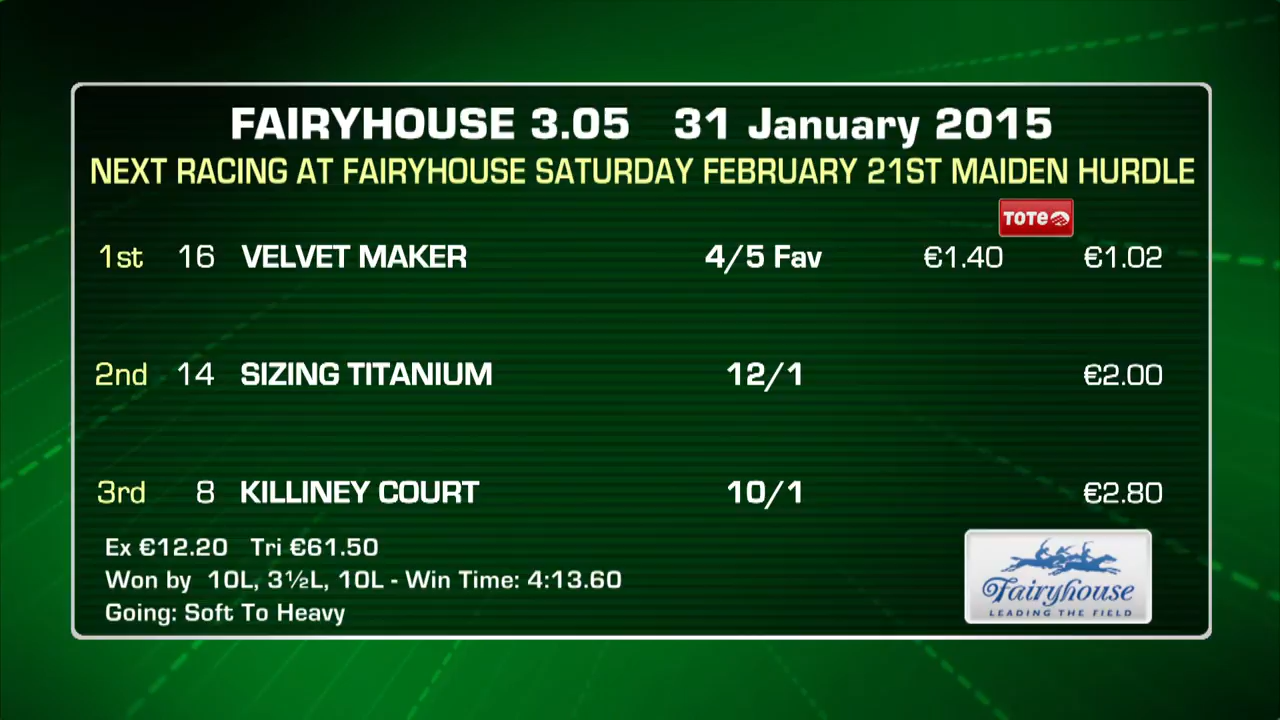 FAIRYHOUSE 3.05 31 January 2015
NEXT RACING AT FAIRYHOUSE SATURDAY FEBRUARY 21ST MAIDEN HURDLE
TOTE
1st 16 VELVET MAKER 4/5 Fav €1.40 €1.02
2nd 14 SIZING TITANIUM 12/1 €2.00
3rd 8 KILLINEY COURT 10/1 €2.80
Ex €12.20 Tri €61.50
Won by 10L, 3½L, 10L - Win Time: 4:13.60
Going: Soft To Heavy
Fairyhouse
LEADING THE FIELD